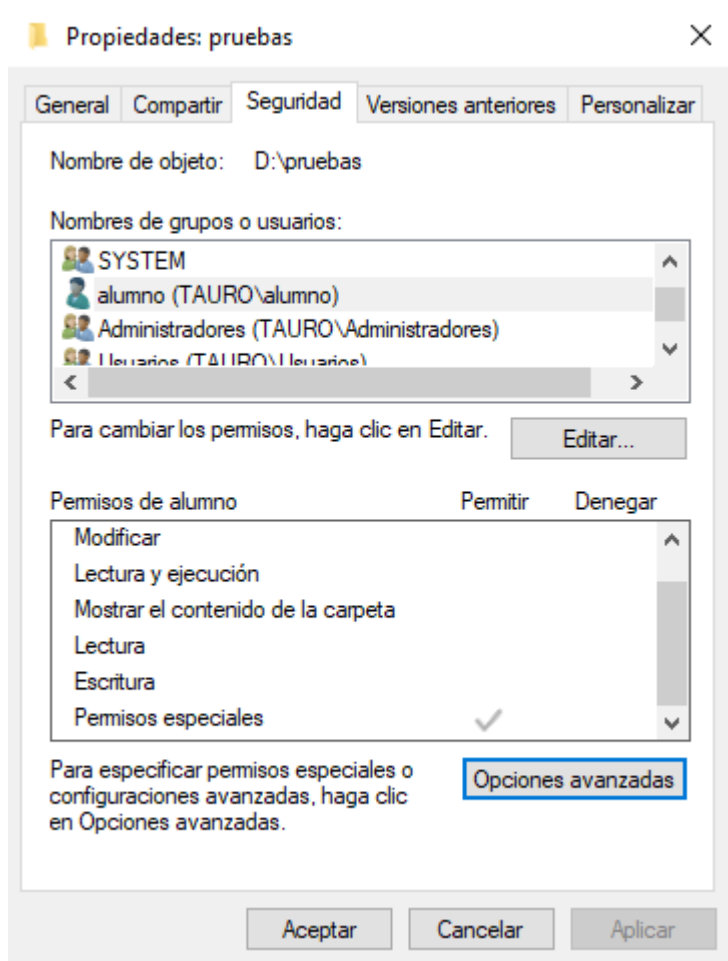 Propiedades: pruebas
General Compartir Seguridad Versiones anteriores Personalizar
Nombre de objeto: D:\pruebas
Nombres de grupos o usuarios:
SYSTEM
alumno (TAURO\alumno)
Administradores (TAURO\Administradores)
Usuarios (TAURO\Usuarios)
Para cambiar los permisos, haga clic en Editar. Editar...
Permisos de alumno Permitir Denegar
Modificar
Lectura y ejecución
Mostrar el contenido de la carpeta
Lectura
Escritura
Permisos especiales
Para especificar permisos especiales o
configuraciones avanzadas, haga clic
en Opciones avanzadas.
Opciones avanzadas
Aceptar Cancelar Aplicar